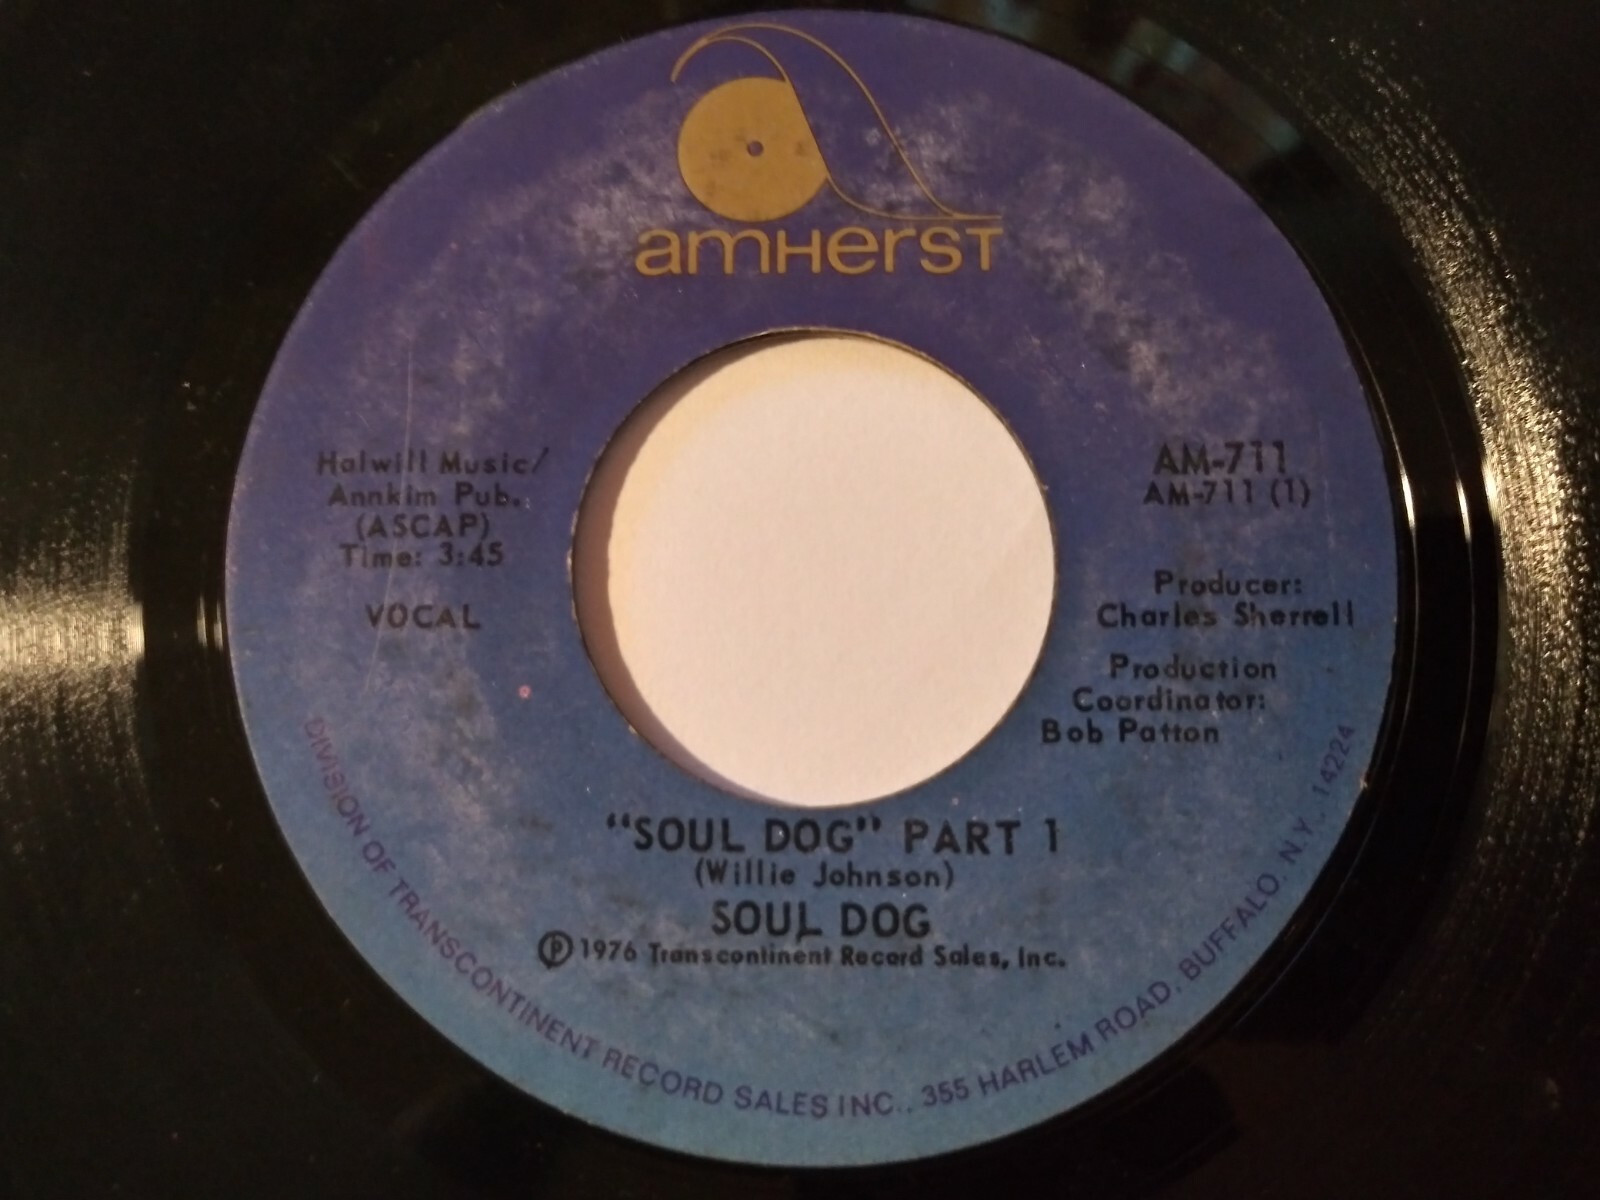 amHersT
Halwill Music/
Annkim Pub.
(ASCAP)
Time: 3:45
VOCAL
AM-711
AM-711 (1)
Producer:
Charles Sherrell
Production
Coordinator:
Bob Patton
"SOUL DOG" PART 1
(Willie Johnson)
SOUL DOG
Ⓟ1976 Transcontinent Record Sales, Inc.
DIVISION OF TRANSCONTINENT RECORD SALES INC., 355 HARLEM ROAD, BUFFALO, N.Y., 14224